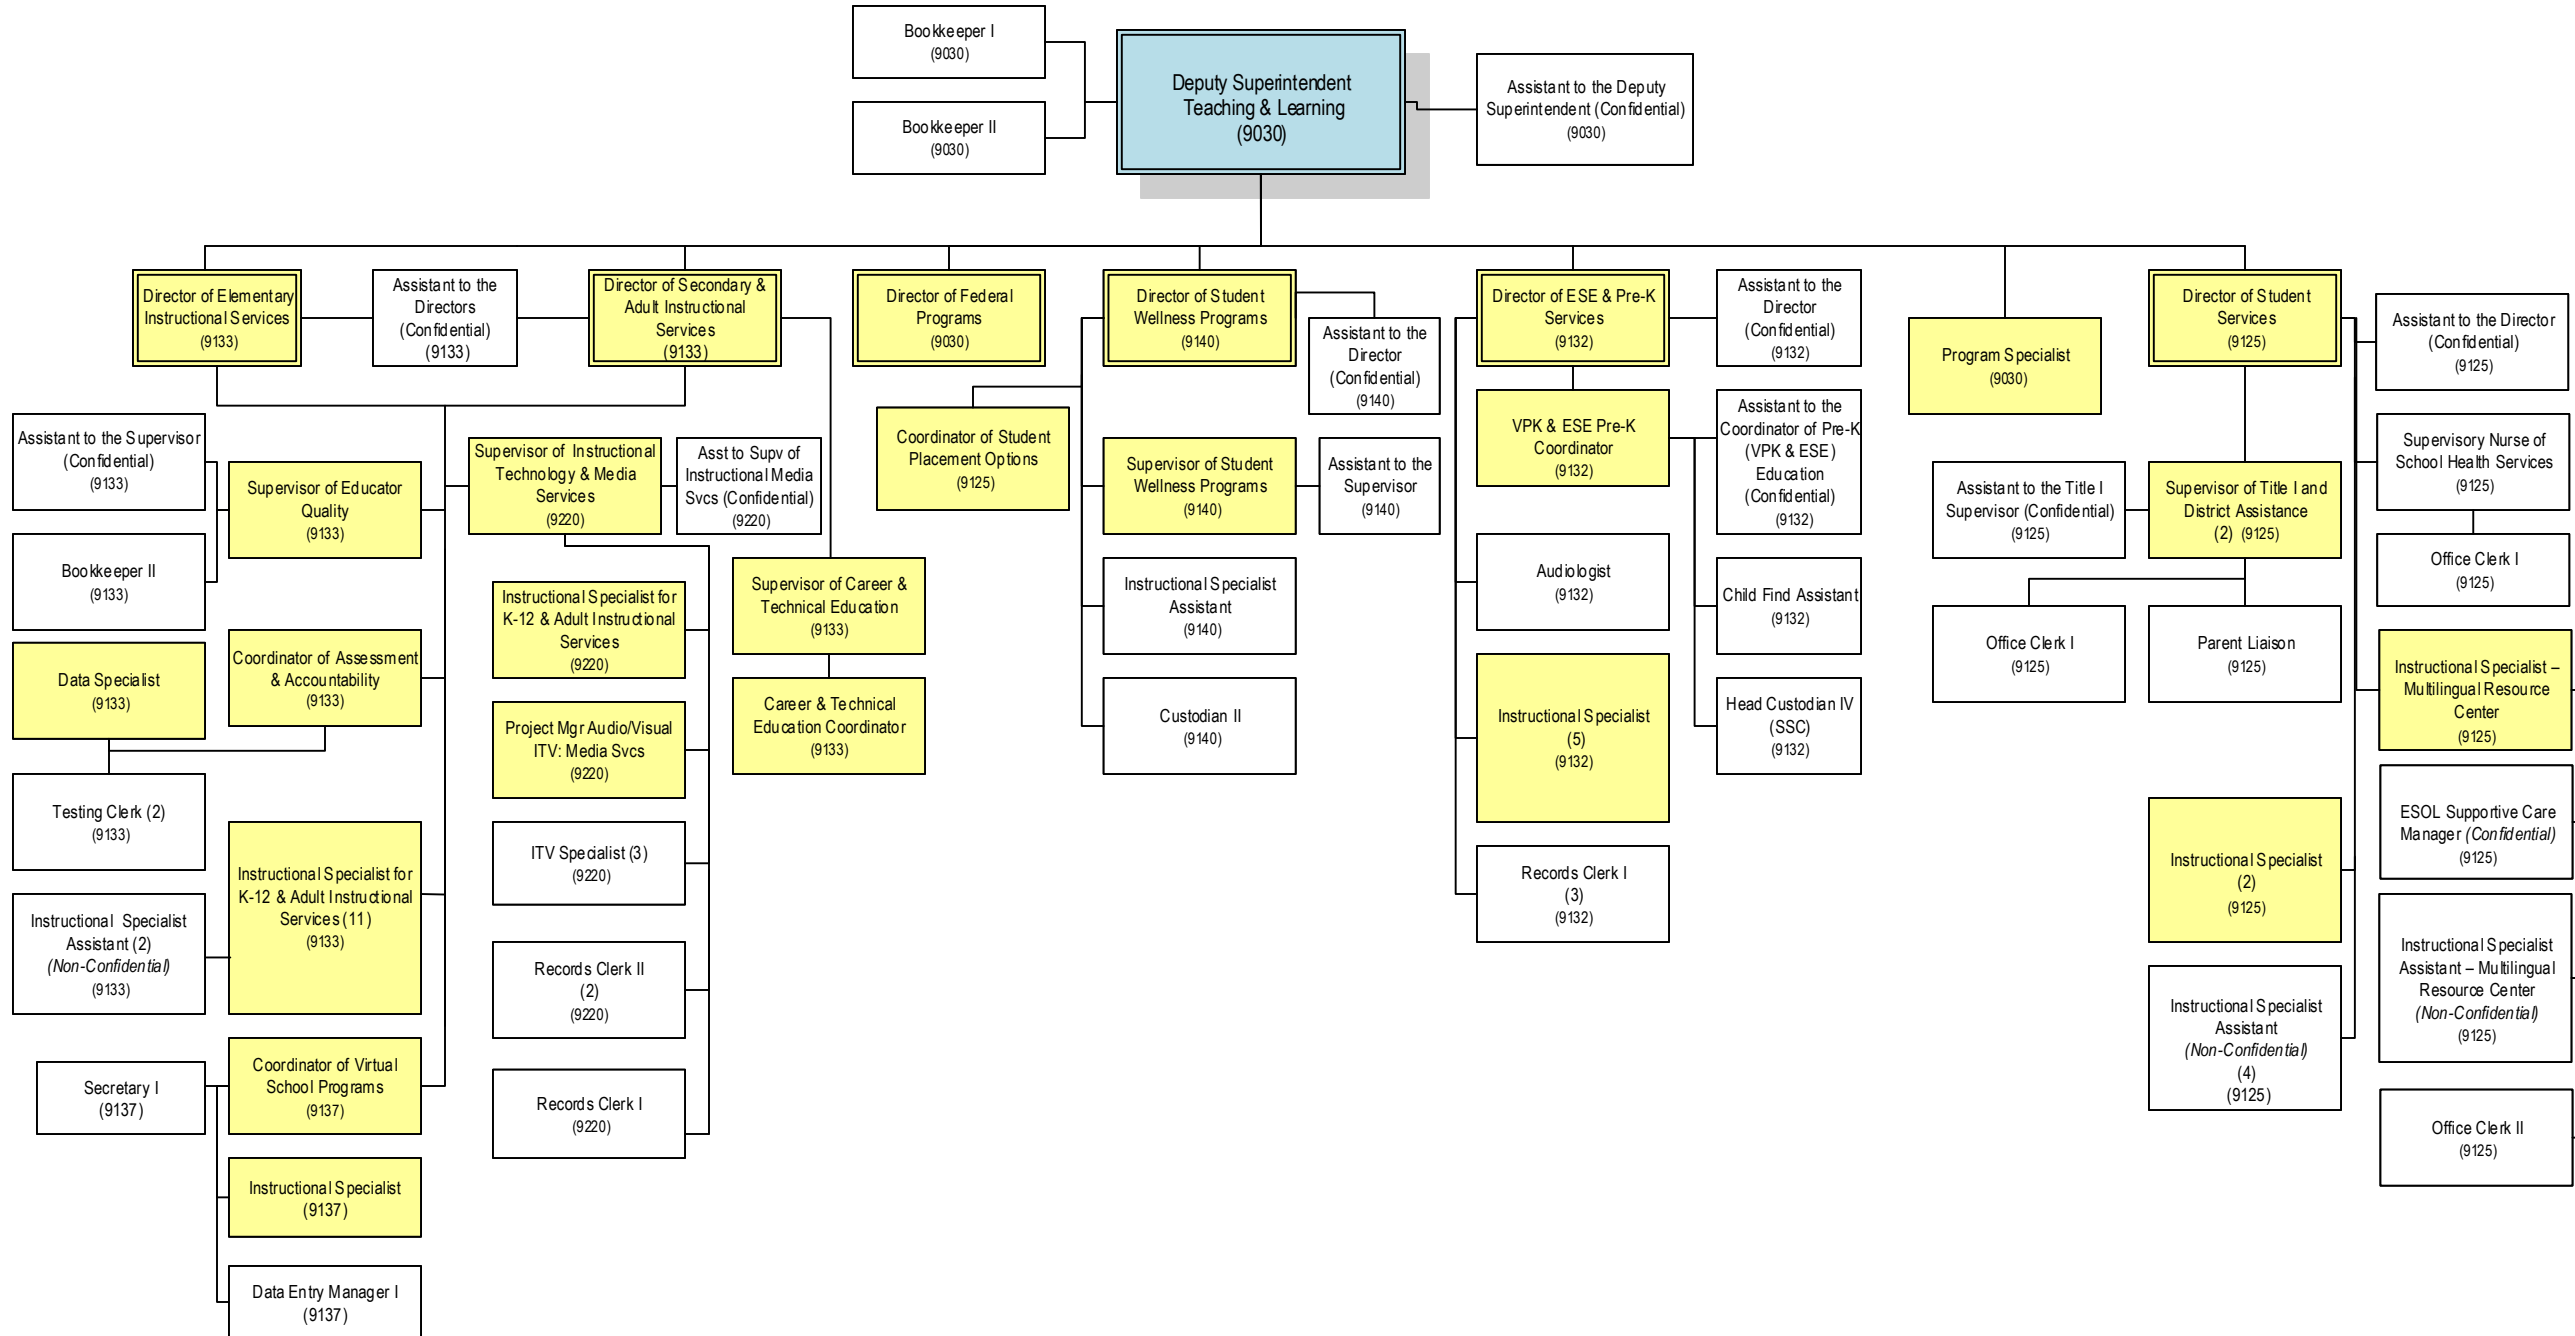 Bookkeeper I
(9030)
Bookkeeper II
(9030)
Deputy Superintendent
Teaching & Learning
(9030)
Assistant to the Deputy
Superintendent (Confidential)
(9030)
Director of Elementary
Instructional Services
(9133)
Assistant to the
Directors
(Confidential)
(9133)
Director of Secondary &
Adult Instructional
Services
(9133)
Director of Federal
Programs
(9030)
Director of Student
Wellness Programs
(9140)
Assistant to the
Director
(Confidential)
(9140)
Director of ESE & Pre-K
Services
(9132)
Assistant to the
Director
(Confidential)
(9132)
Program Specialist
(9030)
Director of Student
Services
(9125)
Assistant to the Director
(Confidential)
(9125)
Assistant to the Supervisor
(Confidential)
(9133)
Supervisor of Educator
Quality
(9133)
Bookkeeper II
(9133)
Supervisor of Instructional
Technology & Media
Services
(9220)
Asst to Supv of
Instructional Media
Svcs (Confidential)
(9220)
Coordinator of Student
Placement Options
(9125)
Supervisor of Student
Wellness Programs
(9140)
Assistant to the
Supervisor
(9140)
VPK & ESE Pre-K
Coordinator
(9132)
Assistant to the
Coordinator of Pre-K
(VPK & ESE)
Education
(Confidential)
(9132)
Assistant to the Title I
Supervisor (Confidential)
(9125)
Supervisor of Title I and
District Assistance
(2) (9125)
Supervisory Nurse of
School Health Services
(9125)
Office Clerk I
(9125)
Data Specialist
(9133)
Coordinator of Assessment
& Accountability
(9133)
Instructional Specialist for
K-12 & Adult Instructional
Services
(9220)
Supervisor of Career &
Technical Education
(9133)
Instructional Specialist
Assistant
(9140)
Audiologist
(9132)
Child Find Assistant
(9132)
Office Clerk I
(9125)
Parent Liaison
(9125)
Instructional Specialist –
Multilingual Resource
Center
(9125)
Project Mgr Audio/Visual
ITV: Media Svcs
(9220)
Career & Technical
Education Coordinator
(9133)
Custodian II
(9140)
Instructional Specialist
(5)
(9132)
Head Custodian IV
(SSC)
(9132)
Testing Clerk (2)
(9133)
Instructional Specialist for
K-12 & Adult Instructional
Services (11)
(9133)
Instructional Specialist
Assistant (2)
(Non-Confidential)
(9133)
ITV Specialist (3)
(9220)
Records Clerk I
(3)
(9132)
Instructional Specialist
(2)
(9125)
ESOL Supportive Care
Manager (Confidential)
(9125)
Records Clerk II
(2)
(9220)
Instructional Specialist
Assistant
(Non-Confidential)
(4)
(9125)
Instructional Specialist
Assistant – Multilingual
Resource Center
(Non-Confidential)
(9125)
Secretary I
(9137)
Coordinator of Virtual
School Programs
(9137)
Records Clerk I
(9220)
Office Clerk II
(9125)
Instructional Specialist
(9137)
Data Entry Manager I
(9137)